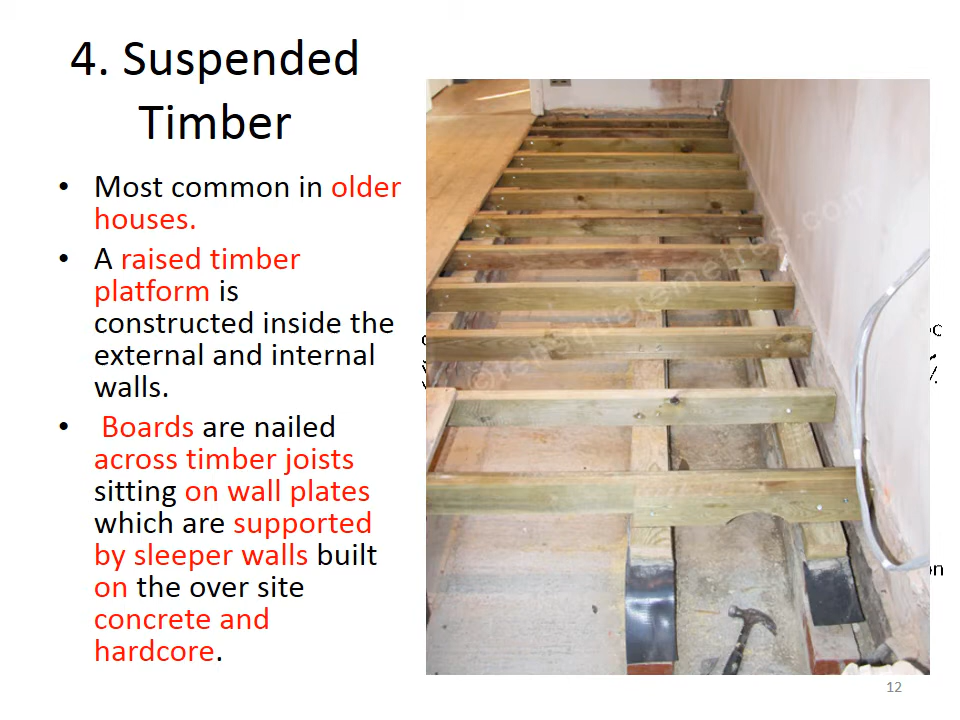 4. Suspended
Timber
• Most common in older
houses.
• A raised timber
platform is
constructed inside the
external and internal
walls.
• Boards are nailed
across timber joists
sitting on wall plates
which are supported
by sleeper walls built
on the over site
concrete and
hardcore.
12